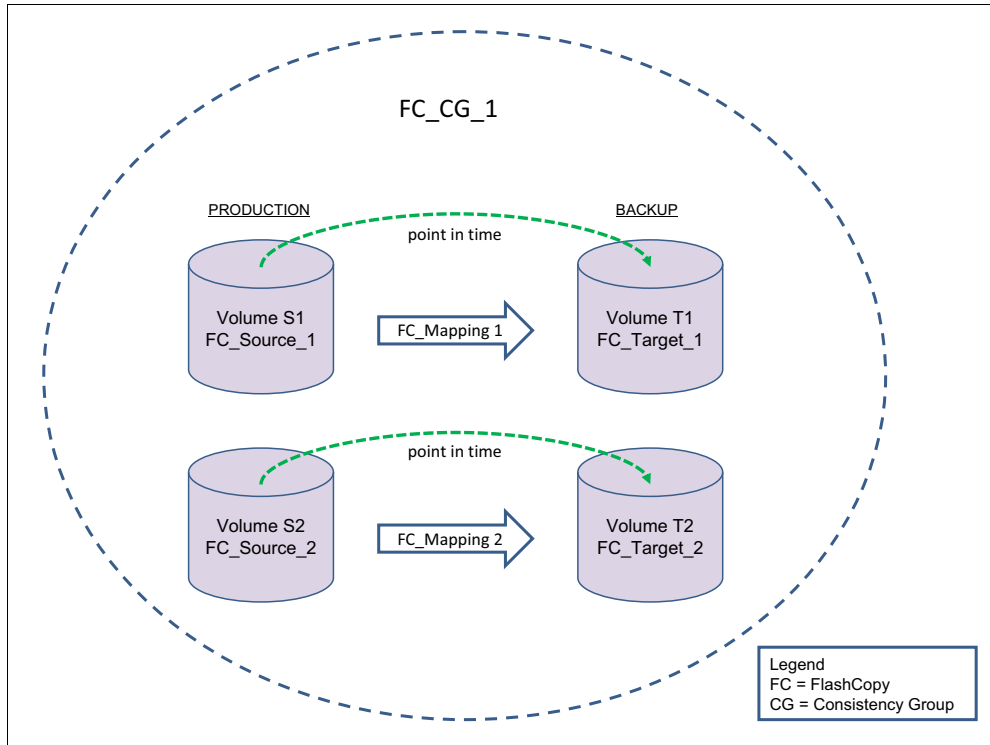 FC_CG_1
PRODUCTION
BACKUP
point in time
Volume S1
FC_Source_1
FC_Mapping 1
Volume T1
FC_Target_1
point in time
Volume S2
FC_Source_2
FC_Mapping 2
Volume T2
FC_Target_2
Legend
FC = FlashCopy
CG = Consistency Group